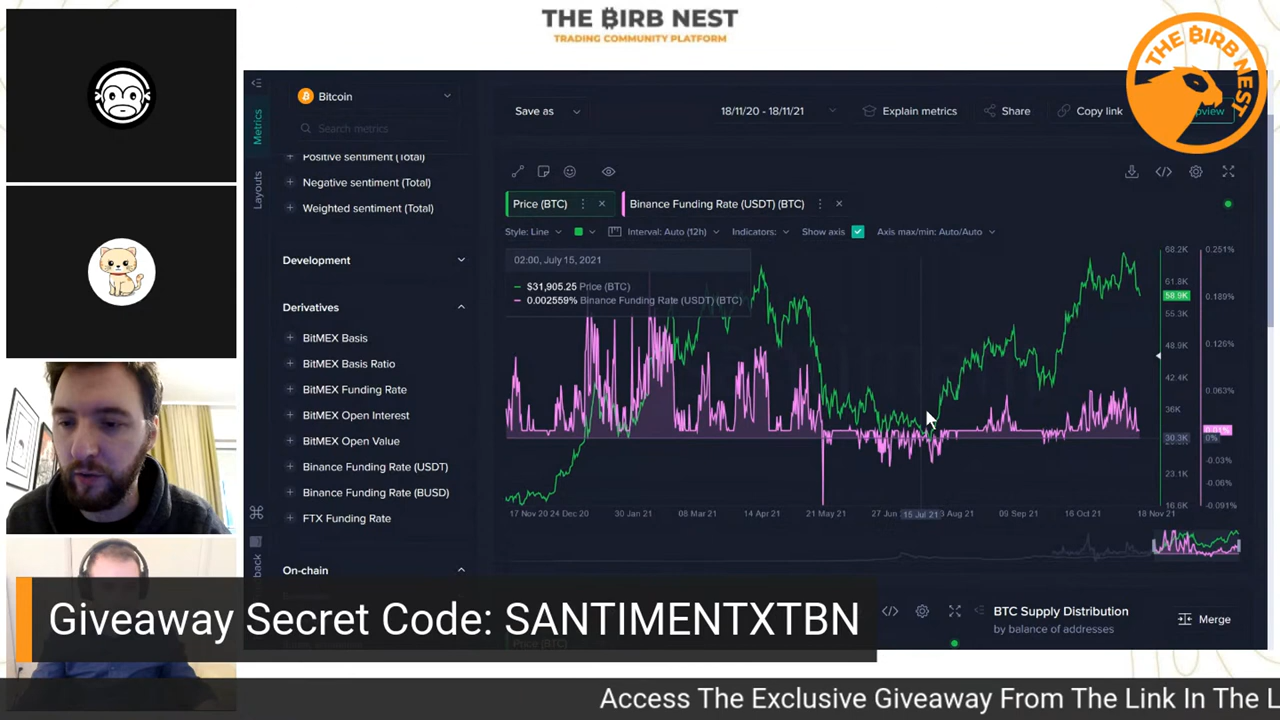 THE BIRB NEST
TRADING COMMUNITY PLATFORM
THE BIRB NEST
Metrics
Layouts
Bitcoin
Search metrics
Positive sentiment (Total)
Negative sentiment (Total)
Weighted sentiment (Total)
Development
Derivatives
BitMEX Basis
BitMEX Basis Ratio
BitMEX Funding Rate
BitMEX Open Interest
BitMEX Open Value
Binance Funding Rate (USDT)
Binance Funding Rate (BUSD)
FTX Funding Rate
On-chain
Save as
18/11/20 - 18/11/21
Explain metrics
Share
Copy link
Price (BTC)
Binance Funding Rate (USDT) (BTC)
Style: Line
Interval: Auto (12h)
Indicators:
Show axis
Axis max/min: Auto/Auto
02:00, July 15, 2021
$31,905.25 Price (BTC)
0.002559% Binance Funding Rate (USDT) (BTC)
68.2K
61.8K
58.9K
55.3K
48.9K
42.4K
36K
30.3K
23.1K
16.6K
0.251%
0.189%
0.126%
0.063%
0.01%
0%
-0.03%
-0.06%
-0.091%
17 Nov 20
24 Dec 20
30 Jan 21
08 Mar 21
14 Apr 21
21 May 21
27 Jun
15 Jul 21
Aug 21
09 Sep 21
16 Oct 21
18 Nov 21
BTC Supply Distribution
by balance of addresses
Merge
Giveaway Secret Code: SANTIMENTXTBN
Access The Exclusive Giveaway From The Link In The L